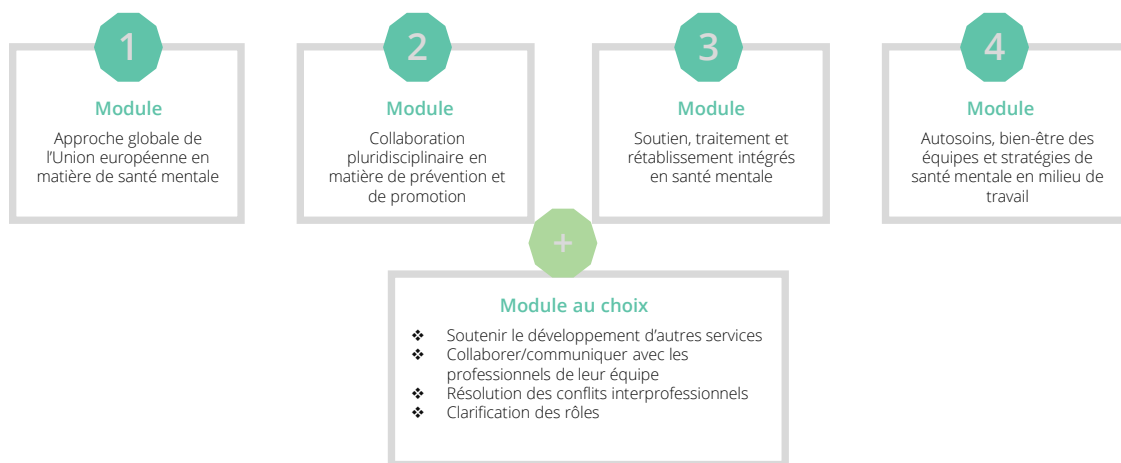 1
Module
Approche globale de
l'Union européenne en
matière de santé mentale
2
Module
Collaboration
pluridisciplinaire en
matière de prévention et
de promotion
3
Module
Soutien, traitement et
rétablissement intégrés
en santé mentale
4
Module
Autosoins, bien-être des
équipes et stratégies de
santé mentale en milieu de
travail
+
Module au choix
❖ Soutenir le développement d'autres services
❖ Collaborer/communiquer avec les
professionnels de leur équipe
❖ Résolution des conflits interprofessionnels
❖ Clarification des rôles